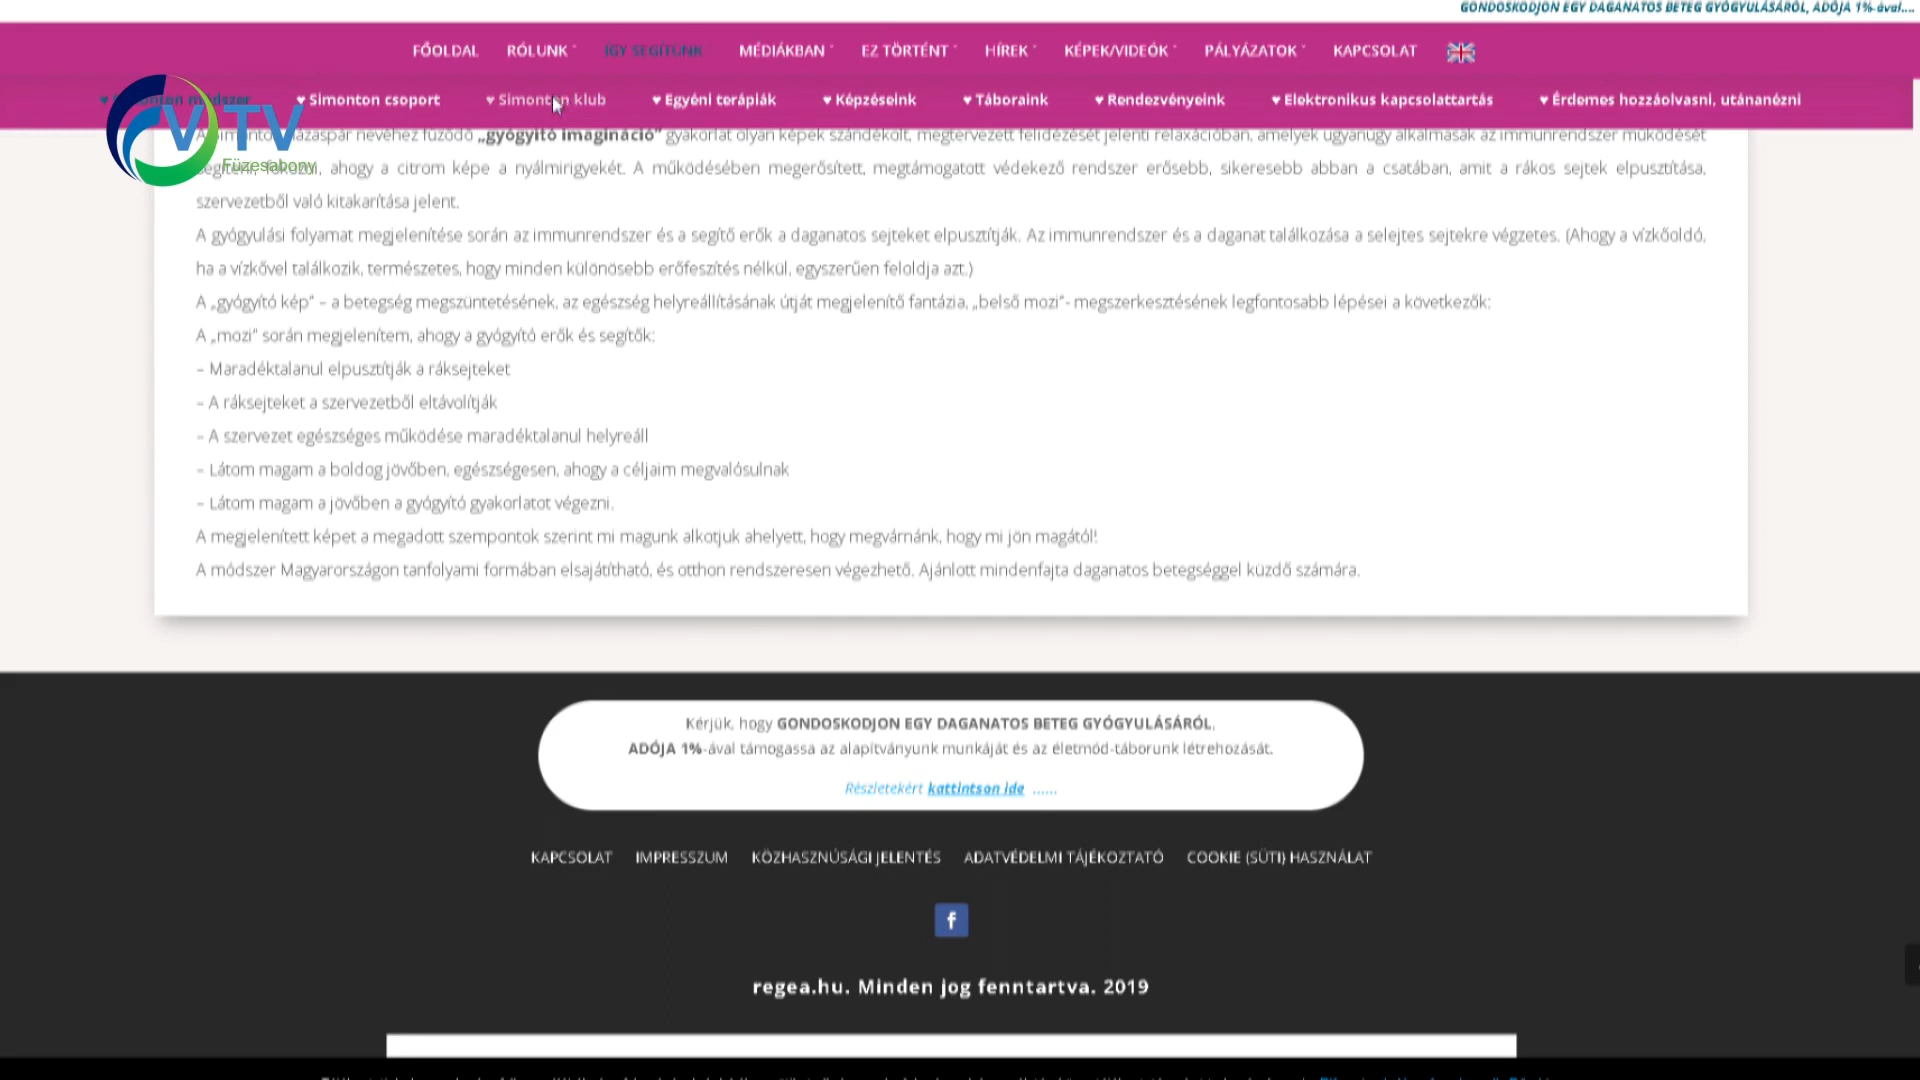 GONDOSKODJON EGY DAGANATOS BETEG GYÓGYULÁSÁRÓL, ADÓJA 1%-ával....
FŐOLDAL RÓLUNK ÍGY SEGÍTÜNK MÉDIÁKBAN EZ TÖRTÉNT HÍREK KÉPEK/VIDEÓK PÁLYÁZATOK KAPCSOLAT
♥ Simonton módszer ♥ Simonton csoport ♥ Simonton klub ♥ Egyéni terápiák ♥ Képzéseink ♥ Táboraink ♥ Rendezvényeink ♥ Elektronikus kapcsolattartás ♥ Érdemes hozzáolvasni, utánanézni
VTV
Füzesabony
A Simonton házaspár nevéhez fűződő „gyógyító imagináció” gyakorlat olyan képek szándékolt, megtervezett felidézését jelenti relaxációban, amelyek ugyanúgy alkalmasak az immunrendszer működését
segíteni, fokozni, ahogy a citrom képe a nyálmirigyekét. A működésében megerősített, megtámogatott védekező rendszer erősebb, sikeresebb abban a csatában, amit a rákos sejtek elpusztítása,
szervezetből való kitakarítása jelent.
A gyógyulási folyamat megjelenítése során az immunrendszer és a segítő erők a daganatos sejteket elpusztítják. Az immunrendszer és a daganat találkozása a selejtes sejtekre végzetes. (Ahogy a vízkőoldó,
ha a vízkővel találkozik, természetes, hogy minden különösebb erőfeszítés nélkül, egyszerűen feloldja azt.)
A „gyógyító kép” – a betegség megszüntetésének, az egészség helyreállításának útját megjelenítő fantázia, „belső mozi”- megszerkesztésének legfontosabb lépései a következők:
A „mozi” során megjelenítem, ahogy a gyógyító erők és segítők:
– Maradéktalanul elpusztítják a ráksejteket
– A ráksejteket a szervezetből eltávolítják
– A szervezet egészséges működése maradéktalanul helyreáll
– Látom magam a boldog jövőben, egészségesen, ahogy a céljaim megvalósulnak
– Látom magam a jövőben a gyógyító gyakorlatot végezni.
A megjelenített képet a megadott szempontok szerint mi magunk alkotjuk ahelyett, hogy megvárnánk, hogy mi jön magától!
A módszer Magyarországon tanfolyami formában elsajátítható, és otthon rendszeresen végezhető. Ajánlott mindenfajta daganatos betegséggel küzdő számára.
Kérjük, hogy GONDOSKODJON EGY DAGANATOS BETEG GYÓGYULÁSÁRÓL,
ADÓJA 1%-ával támogassa az alapítványunk munkáját és az életmód-táborunk létrehozását.
Részletekért kattintson ide ......
KAPCSOLAT IMPRESSZUM KÖZHASZNÚSÁGI JELENTÉS ADATVÉDELMI TÁJÉKOZTATÓ COOKIE (SÜTI) HASZNÁLAT
f
regea.hu. Minden jog fenntartva. 2019